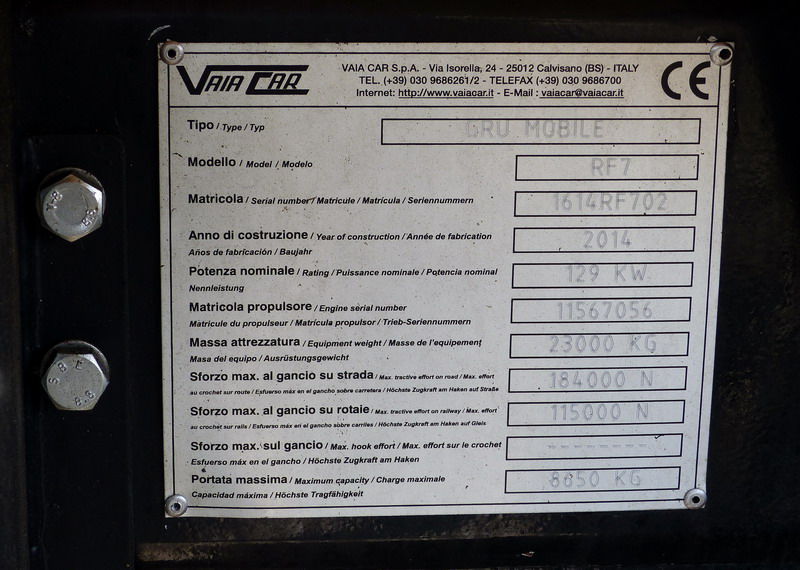 VAIA CAR
VAIA CAR S.p.A. - Via Isorella, 24 - 25012 Calvisano (BS) - ITALY
TEL. (+39) 030 9686261/2 - TELEFAX (+39) 030 9686700
Internet: http://www.vaiacar.it - E-Mail : vaiacar@vaiacar.it
CE
Tipo / Type / Typ GRU MOBILE
Modello / Model / Modelo RF7
Matricola / Serial number / Matricule / Matrícula / Seriennummern 1614RF702
Anno di costruzione / Year of construction / Année de fabrication 2014
Años de fabricación / Baujahr
Potenza nominale / Rating / Puissance nominale / Potencia nominal 129 KW
Nennleistung
Matricola propulsore / Engine serial number 11567056
Matricule du propulseur / Matrícula propulsor / Trieb-Seriennummern
Massa attrezzatura / Equipment weight / Masse de l'equipement 23000 KG
Masa del equipo / Ausrüstungsgewicht
Sforzo max. al gancio su strada / Max. tractive effort on road / Max. effort 184000 N
au crochet sur route / Esfuerso máx en el gancho sobre carretera / Höchste Zugkraft am Haken auf Straße
Sforzo max. al gancio su rotaie / Max. tractive effort on railway / Max. effort 115000 N
au crochet sur rails / Esfuerso máx en el gancho sobre carriles / Höchste Zugkraft am Haken auf Gleis
Sforzo max. sul gancio / Max. hook effort / Max. effort sur le crochet --------
Esfuerso máx en el gancho / Höchste Zugkraft am Haken
Portata massima / Maximum capacity / Charge maximale 8650 KG
Capacidad máxima / Höchste Tragfähigkeit
8.8
8.8